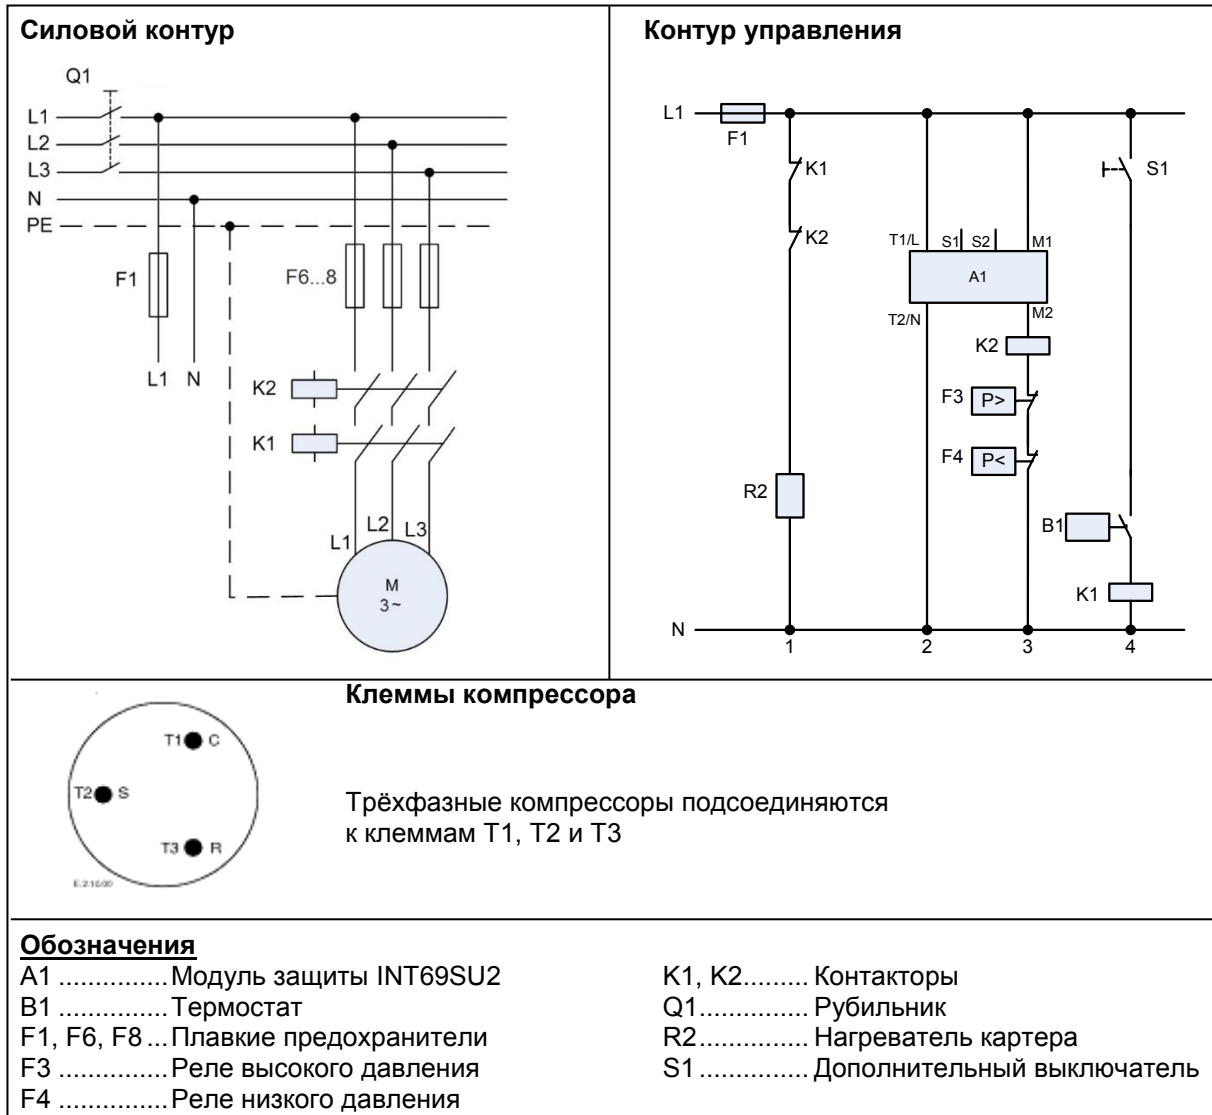 Силовой контур
Q1
L1
L2
L3
N
PE
F1
F6...8
L1 N
K2
K1
L1 L2 L3
M
3~
Контур управления
L1
F1
K1
S1
K2
T1/L S1 S2 M1
A1
T2/N M2
K2
F3 P>
F4 P<
R2
B1
K1
N
1 2 3 4
Клеммы компрессора
T1 C
T2 S
T3 R
E.2.10.00
Трёхфазные компрессоры подсоединяются
к клеммам T1, T2 и T3
Обозначения
A1 ...............Модуль защиты INT69SU2
B1 ...............Термостат
F1, F6, F8 ...Плавкие предохранители
F3 ...............Реле высокого давления
F4 ...............Реле низкого давления
K1, K2......... Контакторы
Q1............... Рубильник
R2............... Нагреватель картера
S1 ............... Дополнительный выключатель